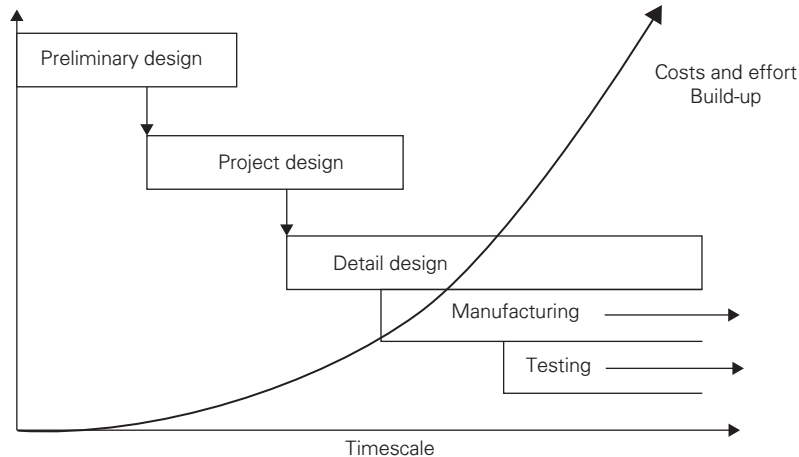 Preliminary design
Costs and effort
Build-up
Project design
Detail design
Manufacturing
Testing
Timescale